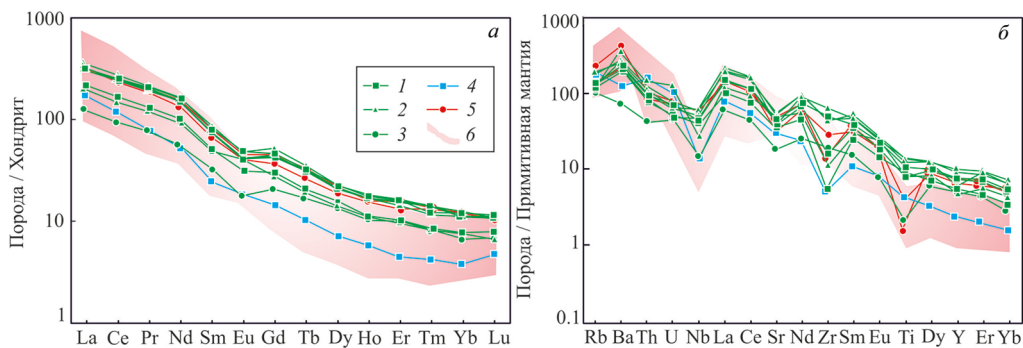 1000
100
10
1
Порода / Хондрит
а
1 4
2 5
3 6
La Ce Pr Nd Sm Eu Gd Tb Dy Ho Er Tm Yb Lu
1000
100
10
1
0.1
Порода / Примитивная мантия
б
Rb Ba Th U Nb La Ce Sr Nd Zr Sm Eu Ti Dy Y Er Yb